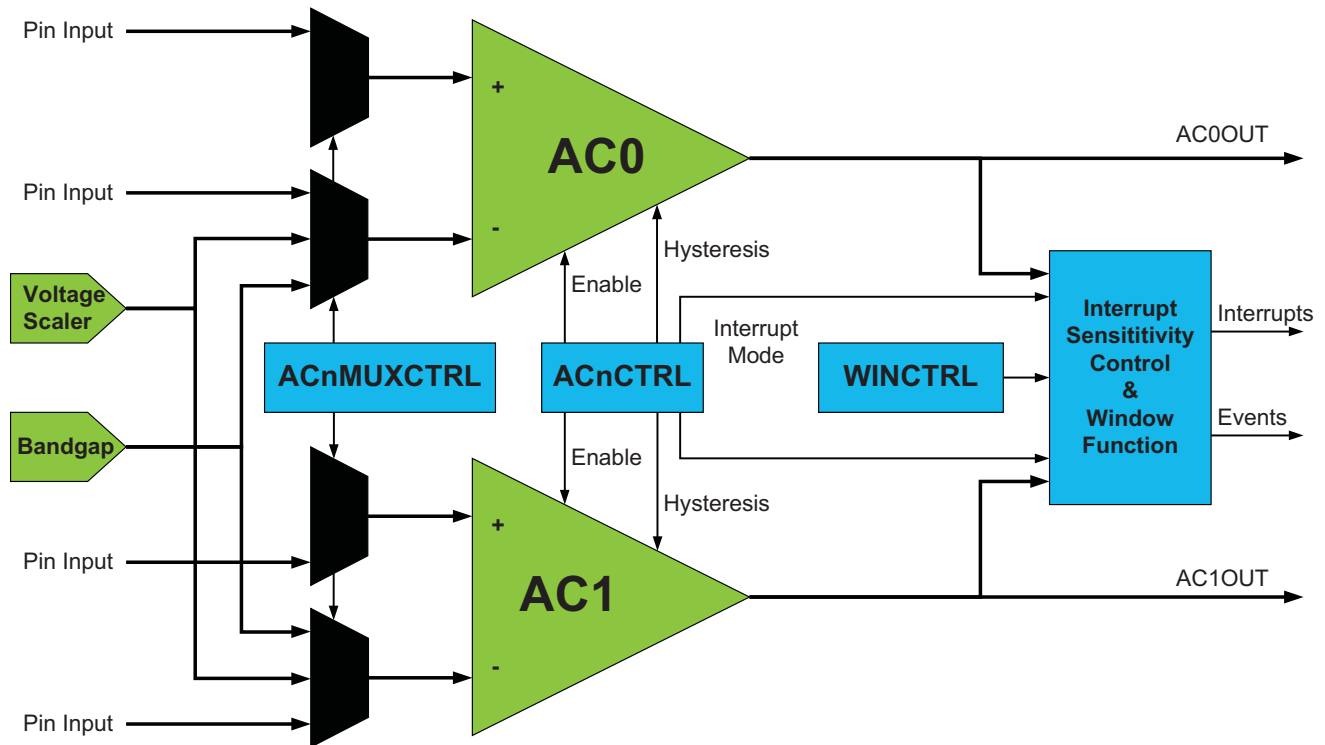 Pin Input
+
AC0
AC0OUT
Pin Input
-
Hysteresis
Enable
Voltage
Scaler
Interrupt
Mode
ACnMUXCTRL
ACnCTRL
WINCTRL
Interrupt
Sensititivity
Control
&
Window
Function
Interrupts
Events
Bandgap
Enable
Hysteresis
+
Pin Input
AC1
AC1OUT
-
Pin Input